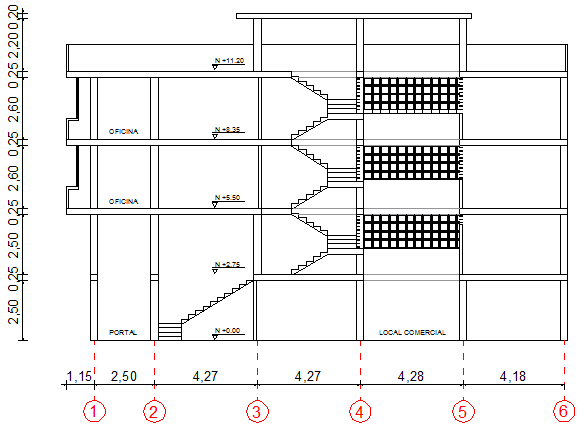 0,20
2,20
N +11.20
0,25
2,60
OFICINA
N +8.35
0,25
2,60
OFICINA
N +5.50
0,25
2,50
N +2.75
0,25
2,50
PORTAL
N +0.00
LOCAL COMERCIAL
1,15 2,50 4,27 4,27 4,28 4,18
1 2 3 4 5 6